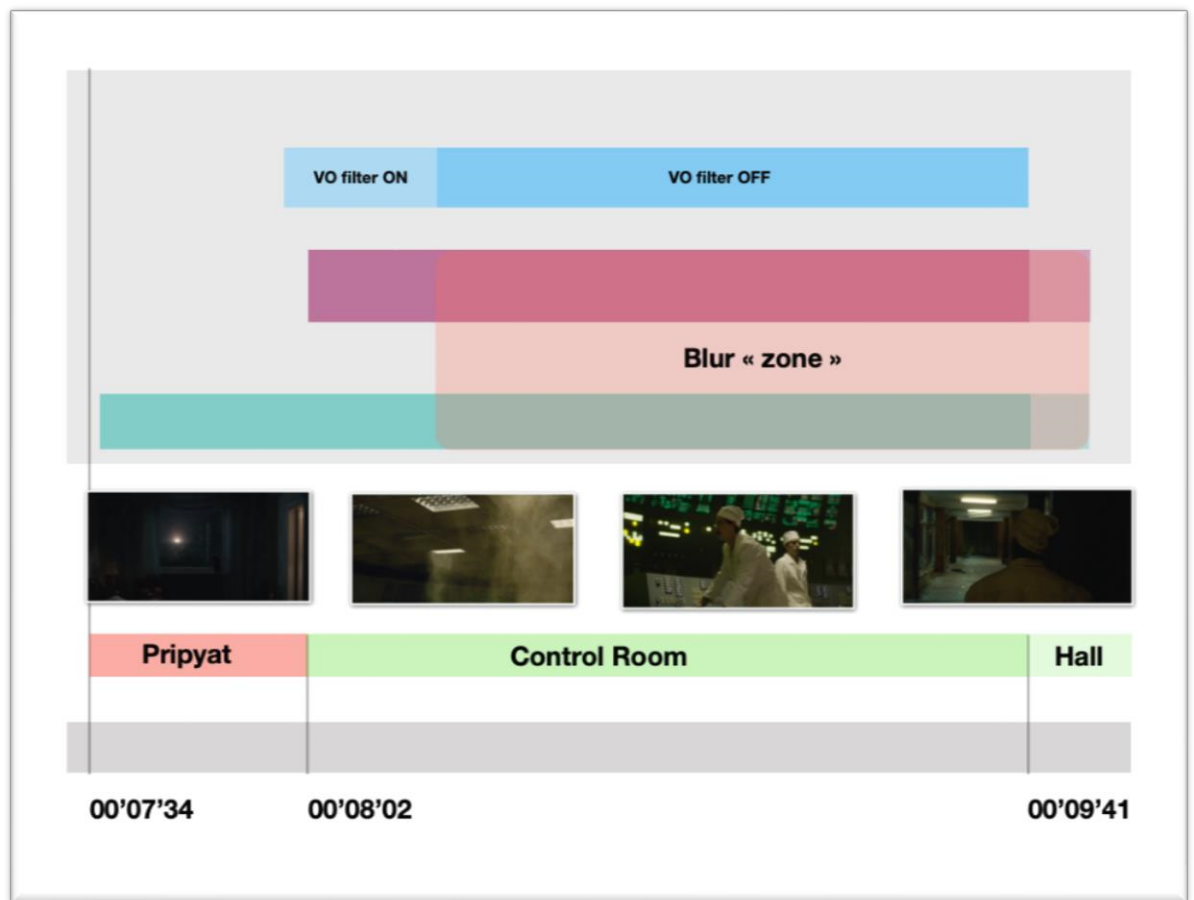 VO filter ON
VO filter OFF
Blur « zone »
Pripyat
Control Room
Hall
00’07’34
00’08’02
00’09’41